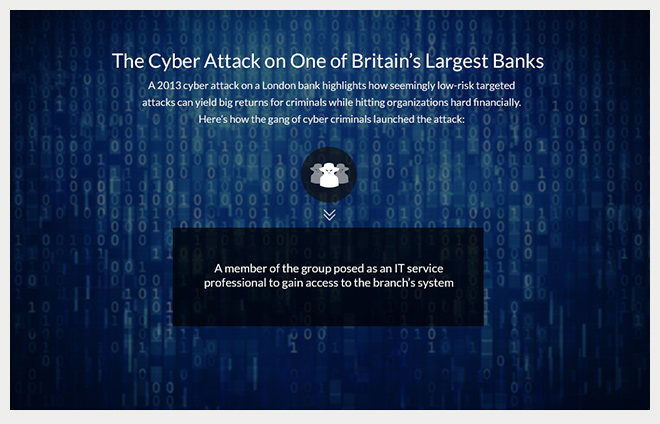 The Cyber Attack on One of Britain's Largest Banks
A 2013 cyber attack on a London bank highlights how seemingly low-risk targeted
attacks can yield big returns for criminals while hitting organizations hard financially.
Here's how the gang of cyber criminals launched the attack:
A member of the group posed as an IT service
professional to gain access to the branch's system